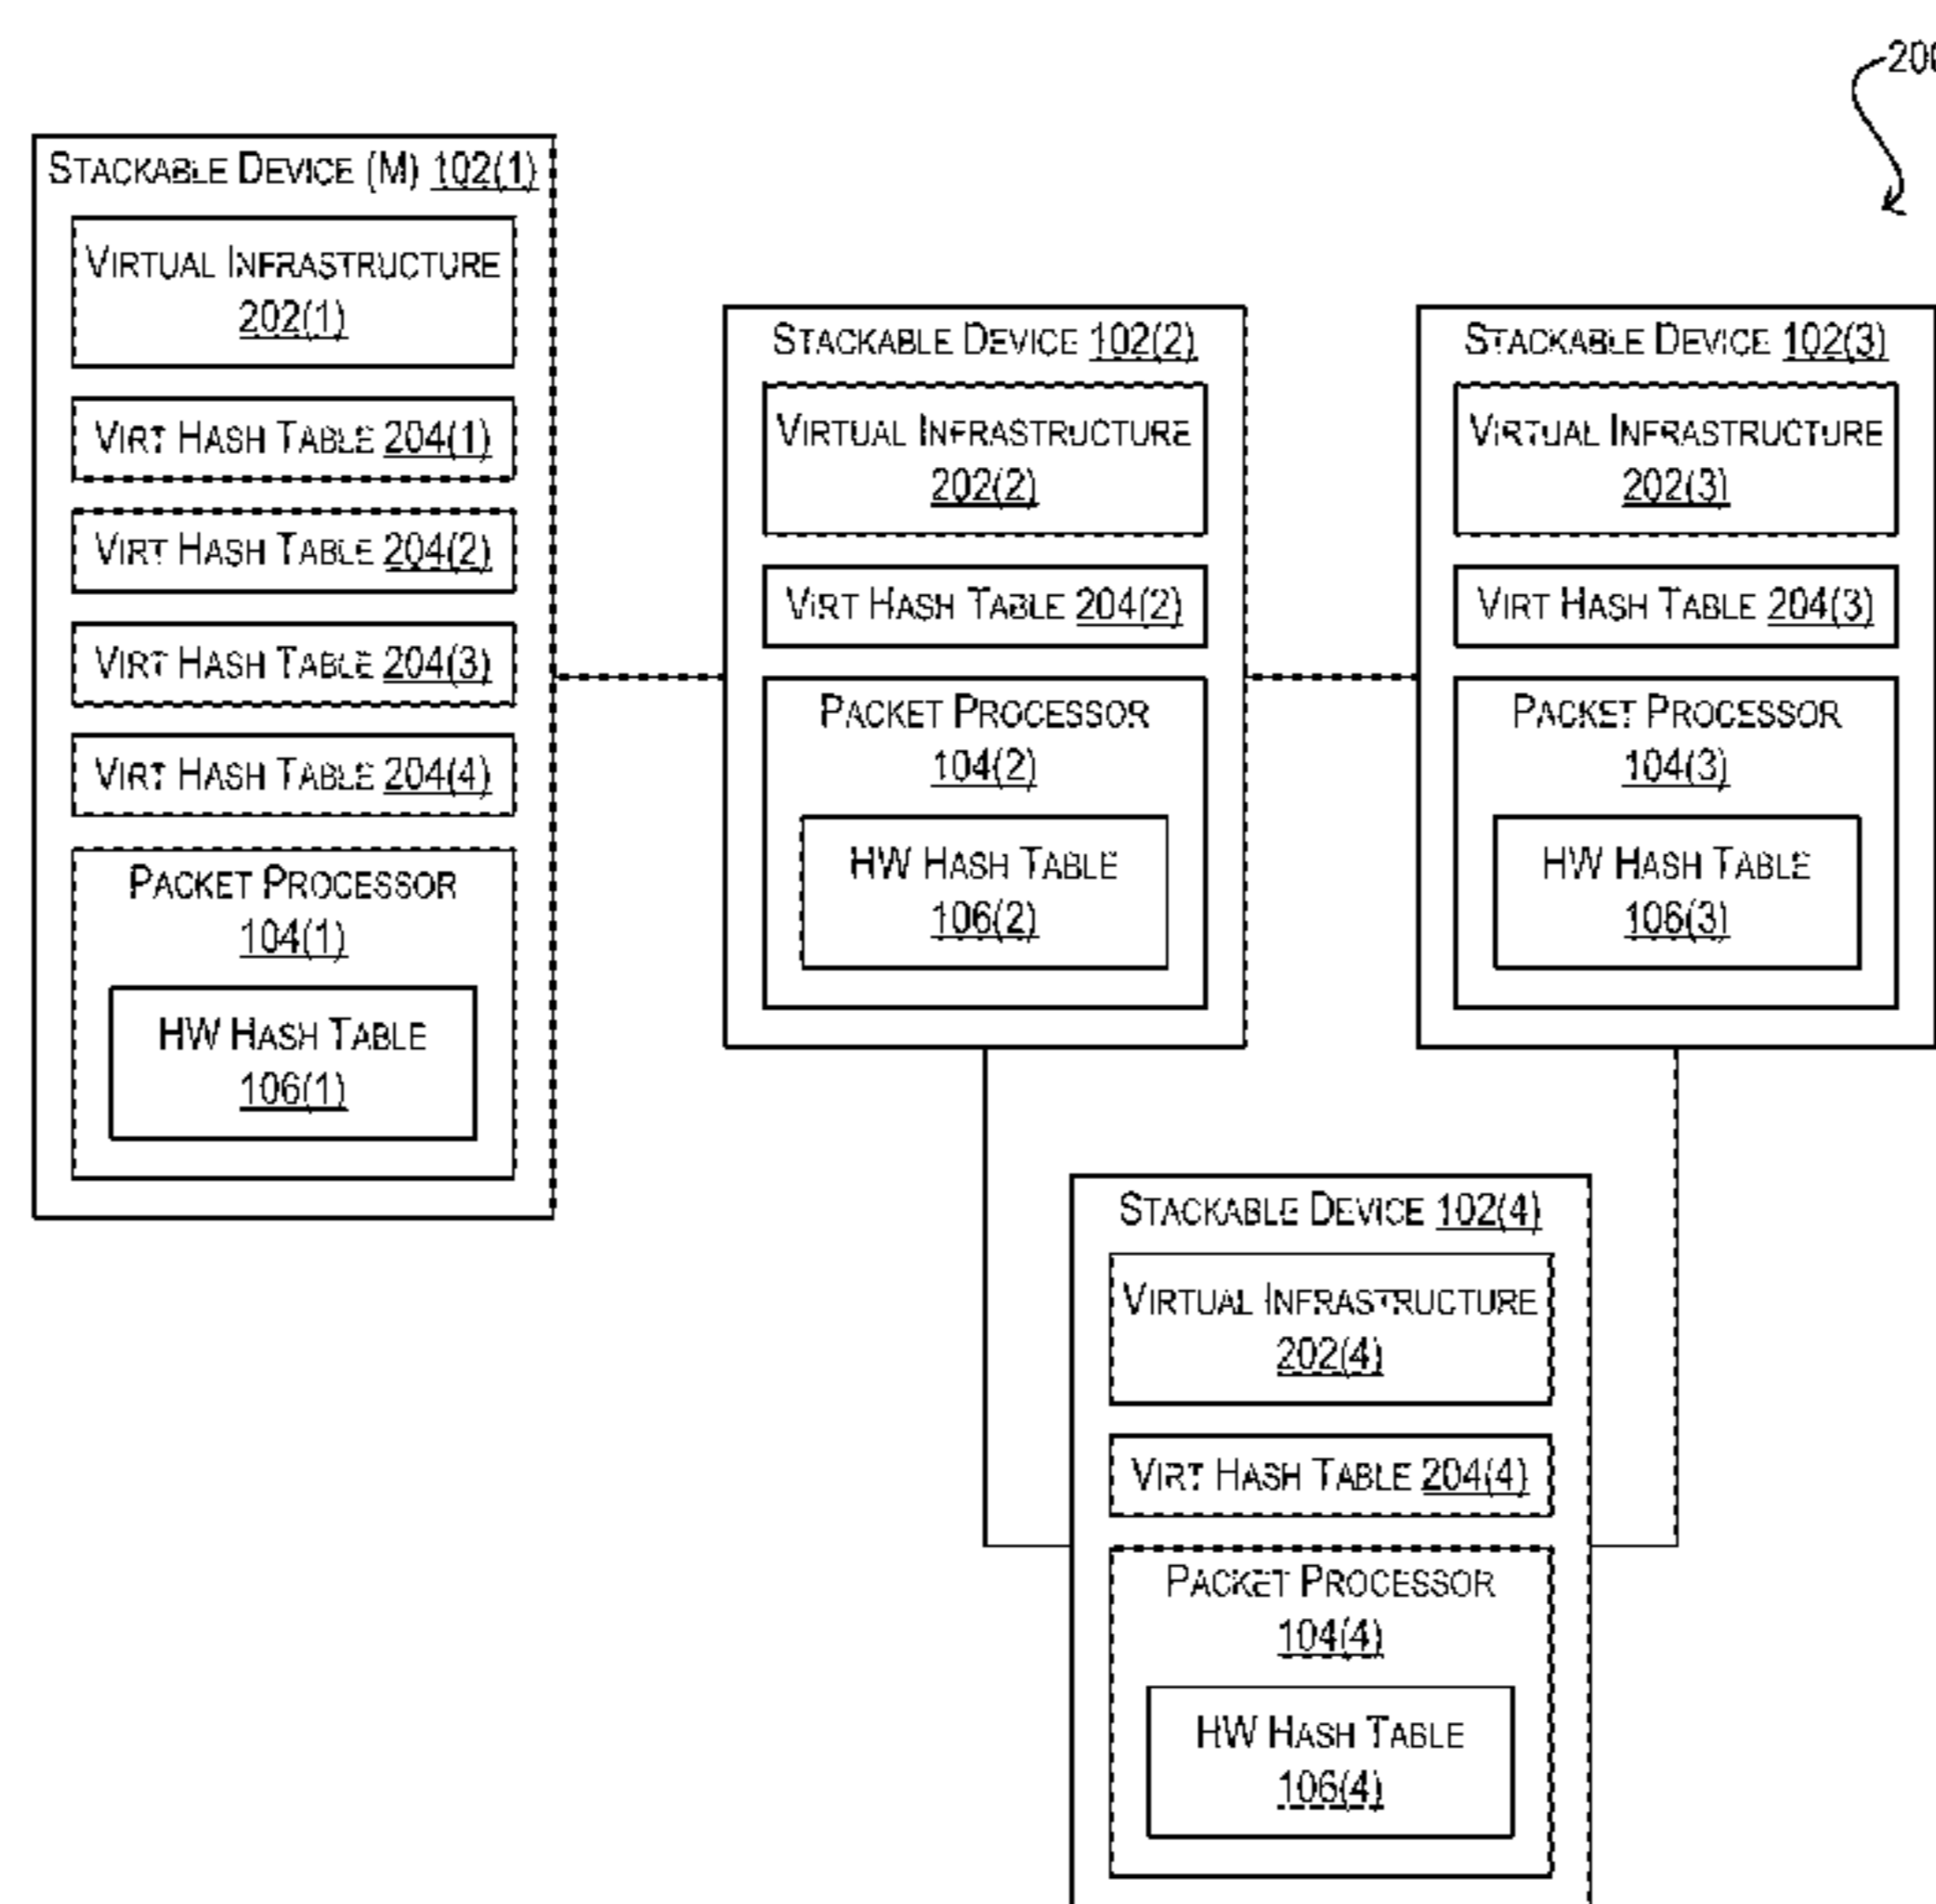 200
STACKABLE DEVICE (M) 102(1)
VIRTUAL INFRASTRUCTURE
202(1)
VIRT HASH TABLE 204(1)
VIRT HASH TABLE 204(2)
VIRT HASH TABLE 204(3)
VIRT HASH TABLE 204(4)
PACKET PROCESSOR
104(1)
HW HASH TABLE
106(1)
STACKABLE DEVICE 102(2)
VIRTUAL INFRASTRUCTURE
202(2)
VIRT HASH TABLE 204(2)
PACKET PROCESSOR
104(2)
HW HASH TABLE
106(2)
STACKABLE DEVICE 102(3)
VIRTUAL INFRASTRUCTURE
202(3)
VIRT HASH TABLE 204(3)
PACKET PROCESSOR
104(3)
HW HASH TABLE
106(3)
STACKABLE DEVICE 102(4)
VIRTUAL INFRASTRUCTURE
202(4)
VIRT HASH TABLE 204(4)
PACKET PROCESSOR
104(4)
HW HASH TABLE
106(4)